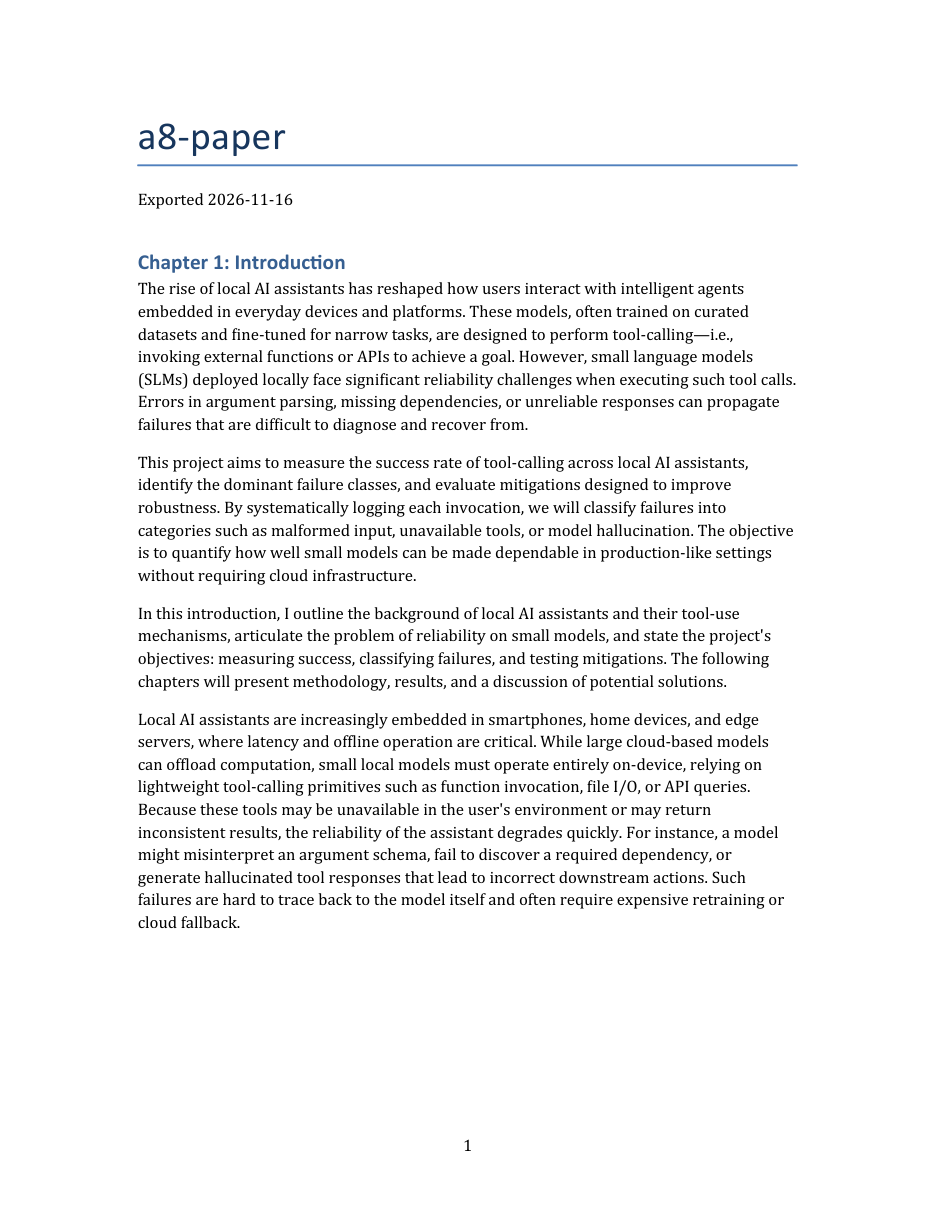 a8-paper
Exported 2026-11-16
Chapter 1: Introduction
The rise of local AI assistants has reshaped how users interact with intelligent agents
embedded in everyday devices and platforms. These models, often trained on curated
datasets and fine-tuned for narrow tasks, are designed to perform tool-calling—i.e.,
invoking external functions or APIs to achieve a goal. However, small language models
(SLMs) deployed locally face significant reliability challenges when executing such tool calls.
Errors in argument parsing, missing dependencies, or unreliable responses can propagate
failures that are difficult to diagnose and recover from.
This project aims to measure the success rate of tool-calling across local AI assistants,
identify the dominant failure classes, and evaluate mitigations designed to improve
robustness. By systematically logging each invocation, we will classify failures into
categories such as malformed input, unavailable tools, or model hallucination. The objective
is to quantify how well small models can be made dependable in production-like settings
without requiring cloud infrastructure.
In this introduction, I outline the background of local AI assistants and their tool-use
mechanisms, articulate the problem of reliability on small models, and state the project's
objectives: measuring success, classifying failures, and testing mitigations. The following
chapters will present methodology, results, and a discussion of potential solutions.
Local AI assistants are increasingly embedded in smartphones, home devices, and edge
servers, where latency and offline operation are critical. While large cloud-based models
can offload computation, small local models must operate entirely on-device, relying on
lightweight tool-calling primitives such as function invocation, file I/O, or API queries.
Because these tools may be unavailable in the user's environment or may return
inconsistent results, the reliability of the assistant degrades quickly. For instance, a model
might misinterpret an argument schema, fail to discover a required dependency, or
generate hallucinated tool responses that lead to incorrect downstream actions. Such
failures are hard to trace back to the model itself and often require expensive retraining or
cloud fallback.
1